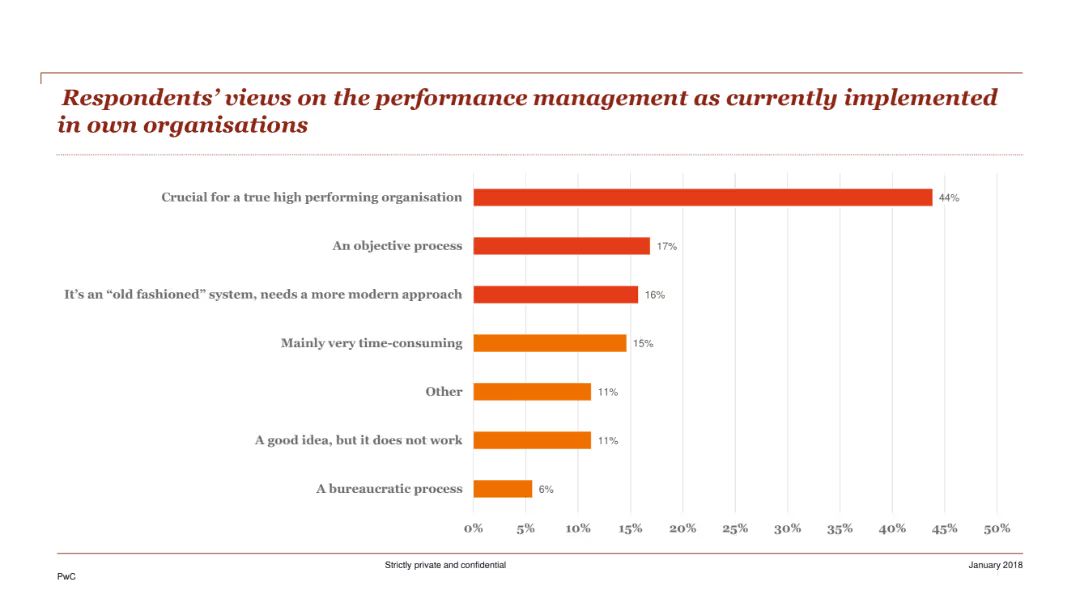 Respondents’ views on the performance management as currently implemented
in own organisations
Crucial for a true high performing organisation 44%
An objective process 17%
It’s an “old fashioned” system, needs a more modern approach 16%
Mainly very time-consuming 15%
Other 11%
A good idea, but it does not work 11%
A bureaucratic process 6%
0% 5% 10% 15% 20% 25% 30% 35% 40% 45% 50%
Strictly private and confidential January 2018
PwC